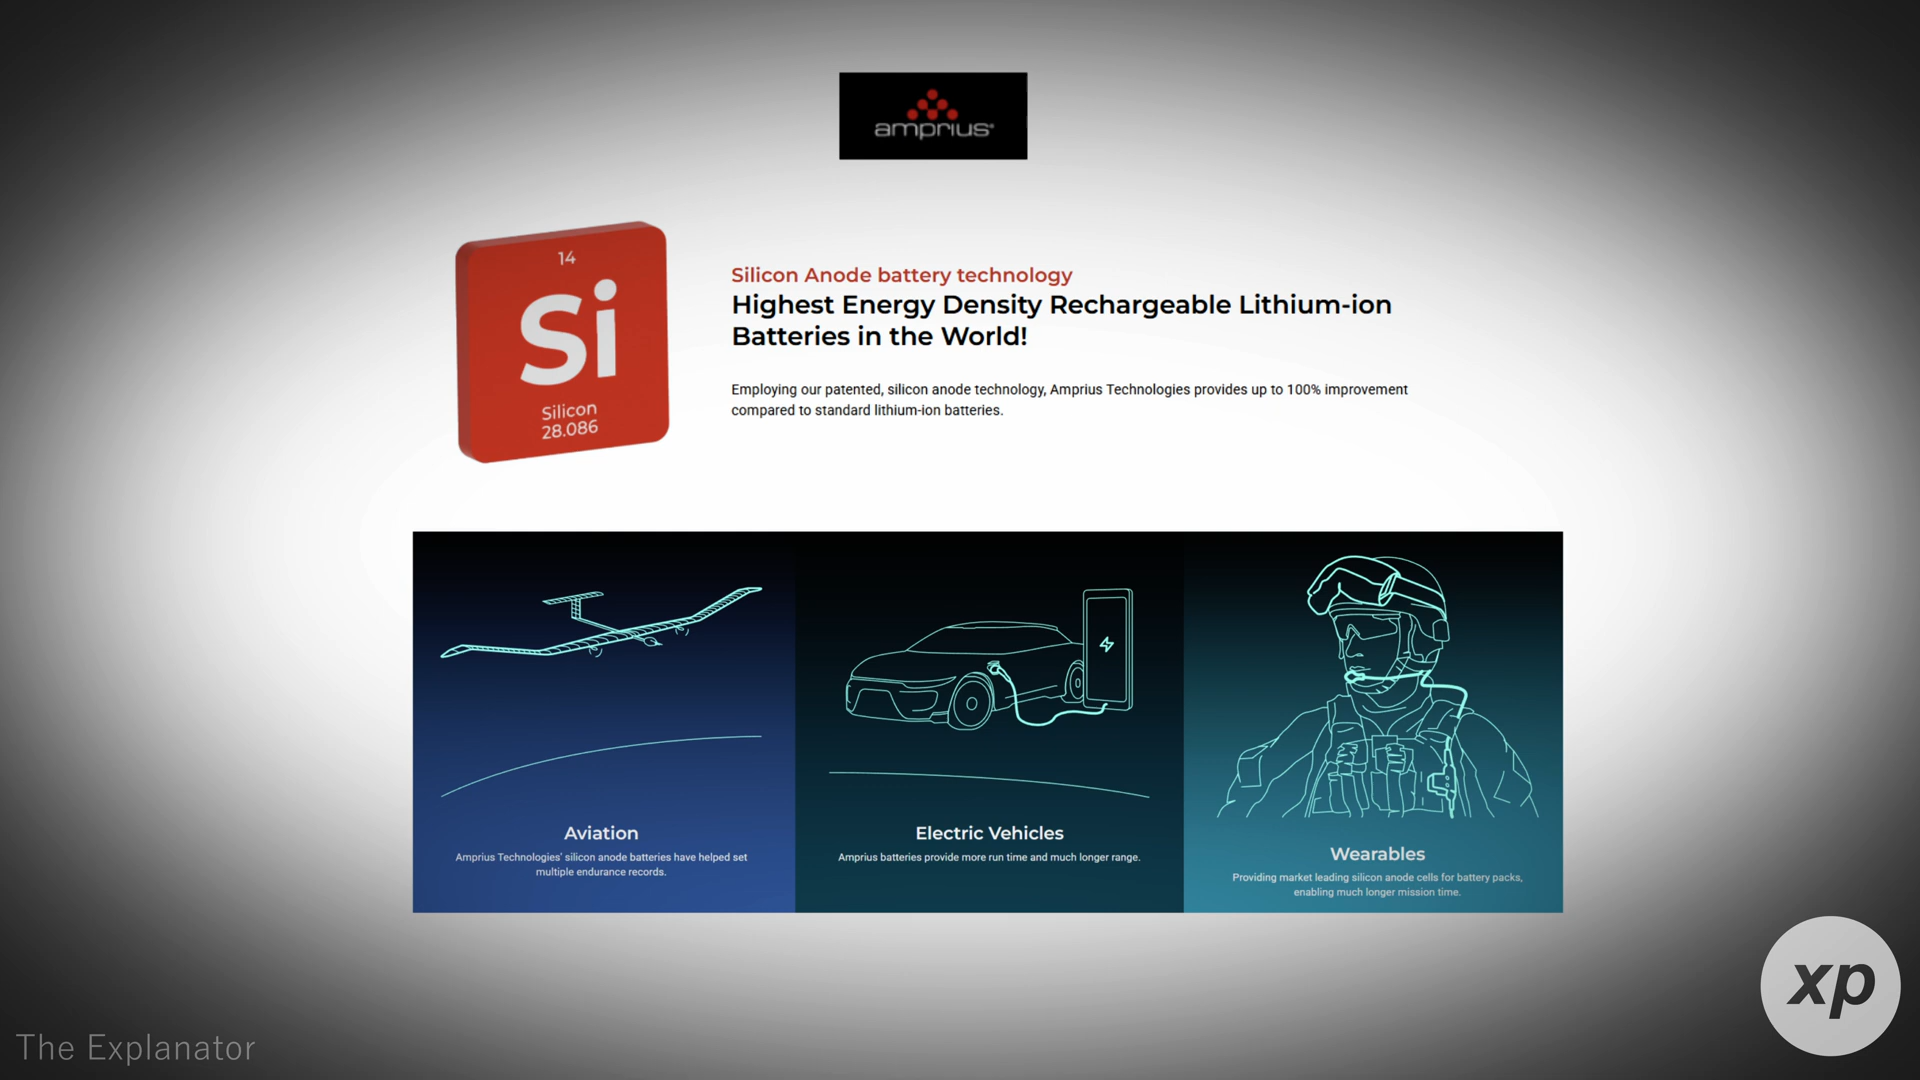 amprius
14
Si
Silicon
28.086
Silicon Anode battery technology
Highest Energy Density Rechargeable Lithium-ion
Batteries in the World!
Employing our patented, silicon anode technology, Amprius Technologies provides up to 100% improvement
compared to standard lithium-ion batteries.
Aviation
Amprius Technologies' silicon anode batteries have helped set
multiple endurance records.
Electric Vehicles
Amprius batteries provide more run time and much longer range.
Wearables
Providing market leading silicon anode cells for battery packs,
enabling much longer mission time.
xp
The Explanator